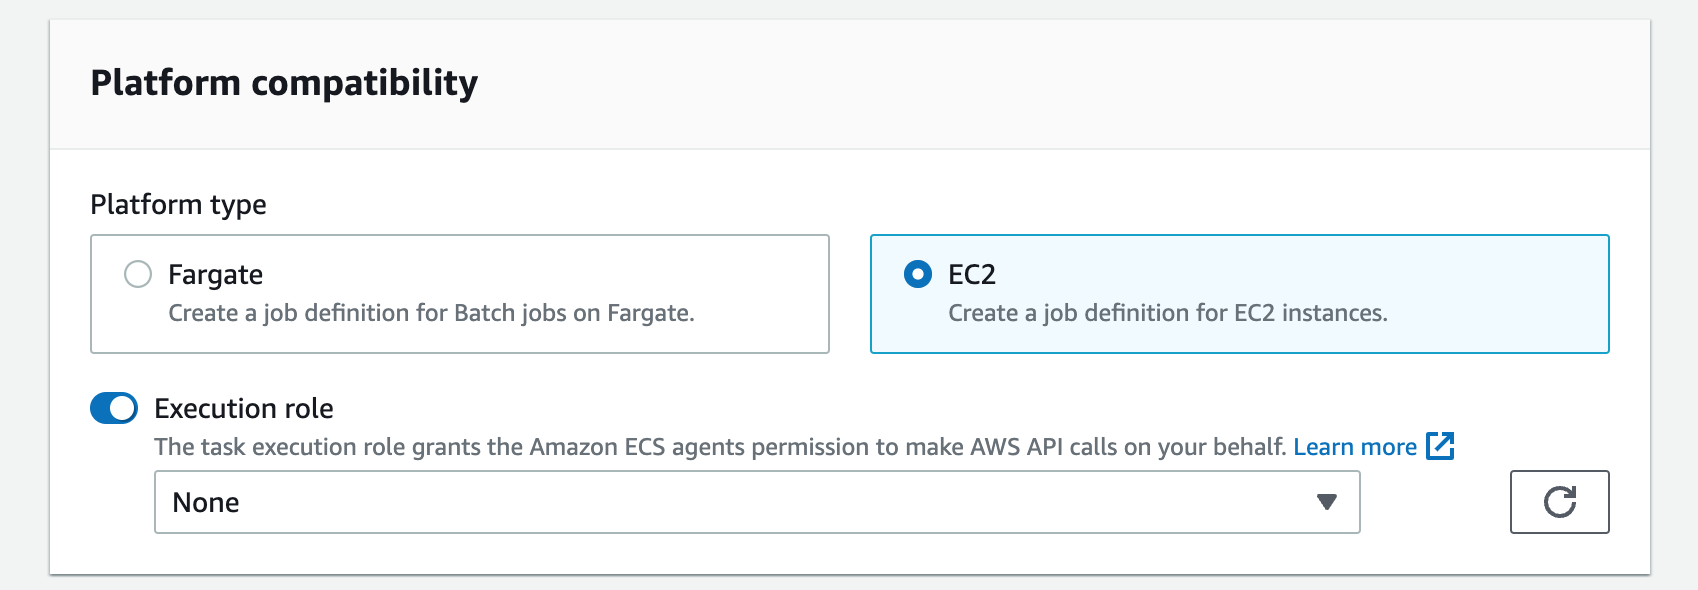 Platform compatibility
Platform type
Fargate
Create a job definition for Batch jobs on Fargate.
EC2
Create a job definition for EC2 instances.
Execution role
The task execution role grants the Amazon ECS agents permission to make AWS API calls on your behalf. Learn more
None